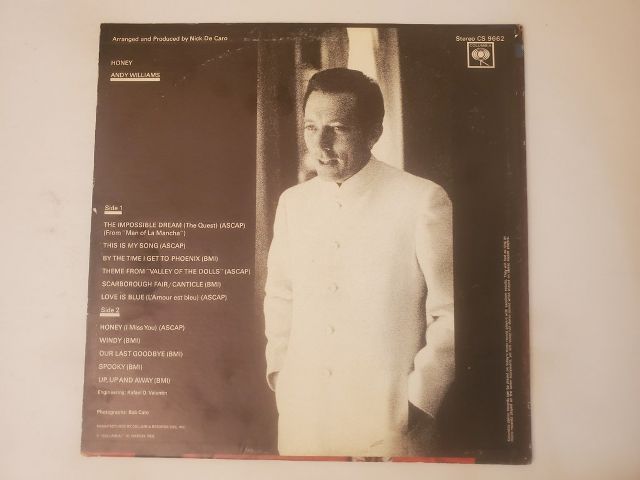 Arranged and Produced by Nick De Caro
Stereo CS 9662
COLUMBIA
HONEY
ANDY WILLIAMS
Side 1
THE IMPOSSIBLE DREAM (The Quest) (ASCAP)
(From "Man of La Mancha")
THIS IS MY SONG (ASCAP)
BY THE TIME I GET TO PHOENIX (BMI)
THEME FROM "VALLEY OF THE DOLLS" (ASCAP)
SCARBOROUGH FAIR/CANTICLE (BMI)
LOVE IS BLUE (L'Amour est bleu) (ASCAP)
Side 2
HONEY (I Miss You) (ASCAP)
WINDY (BMI)
OUR LAST GOODBYE (BMI)
SPOOKY (BMI)
UP, UP AND AWAY (BMI)
Engineering: Rafael O. Valentin
Photographs: Bob Cato